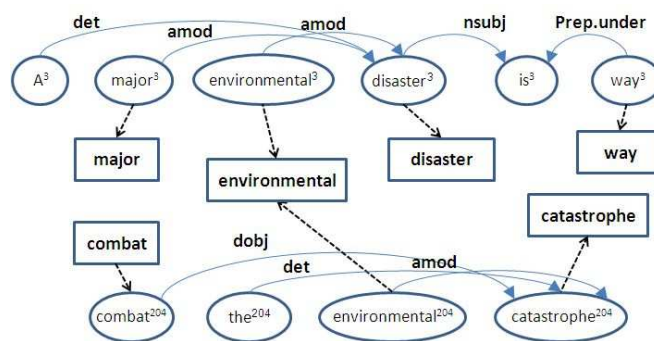 det amod amod nsubj Prep.under
A³ major³ environmental³ disaster³ is³ way³
major disaster way
environmental
catastrophe
combat
dobj det amod
combat²⁰⁴ the²⁰⁴ environmental²⁰⁴ catastrophe²⁰⁴